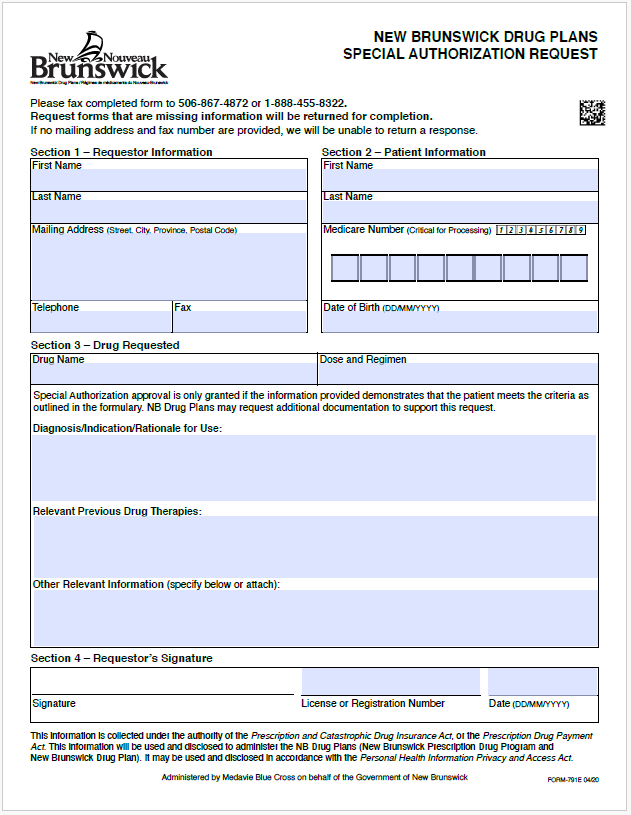 New Nouveau
Brunswick
New Brunswick Drug Plans / Régimes de médicaments du Nouveau-Brunswick
NEW BRUNSWICK DRUG PLANS
SPECIAL AUTHORIZATION REQUEST
Please fax completed form to 506-867-4872 or 1-888-455-8322.
Request forms that are missing information will be returned for completion.
If no mailing address and fax number are provided, we will be unable to return a response.
Section 1 – Requestor Information
First Name
Last Name
Mailing Address (Street, City, Province, Postal Code)
Telephone
Fax
Section 2 – Patient Information
First Name
Last Name
Medicare Number (Critical for Processing) 1 2 3 4 5 6 7 8 9
Date of Birth (DD/MM/YYYY)
Section 3 – Drug Requested
Drug Name
Dose and Regimen
Special Authorization approval is only granted if the information provided demonstrates that the patient meets the criteria as
outlined in the formulary. NB Drug Plans may request additional documentation to support this request.
Diagnosis/Indication/Rationale for Use:
Relevant Previous Drug Therapies:
Other Relevant Information (specify below or attach):
Section 4 – Requestor's Signature
Signature
License or Registration Number
Date (DD/MM/YYYY)
This information is collected under the authority of the Prescription and Catastrophic Drug Insurance Act, or the Prescription Drug Payment
Act. This information will be used and disclosed to administer the NB Drug Plans (New Brunswick Prescription Drug Program and
New Brunswick Drug Plan). It may be used and disclosed in accordance with the Personal Health Information Privacy and Access Act.
Administered by Medavie Blue Cross on behalf of the Government of New Brunswick
FORM-791E 04/20